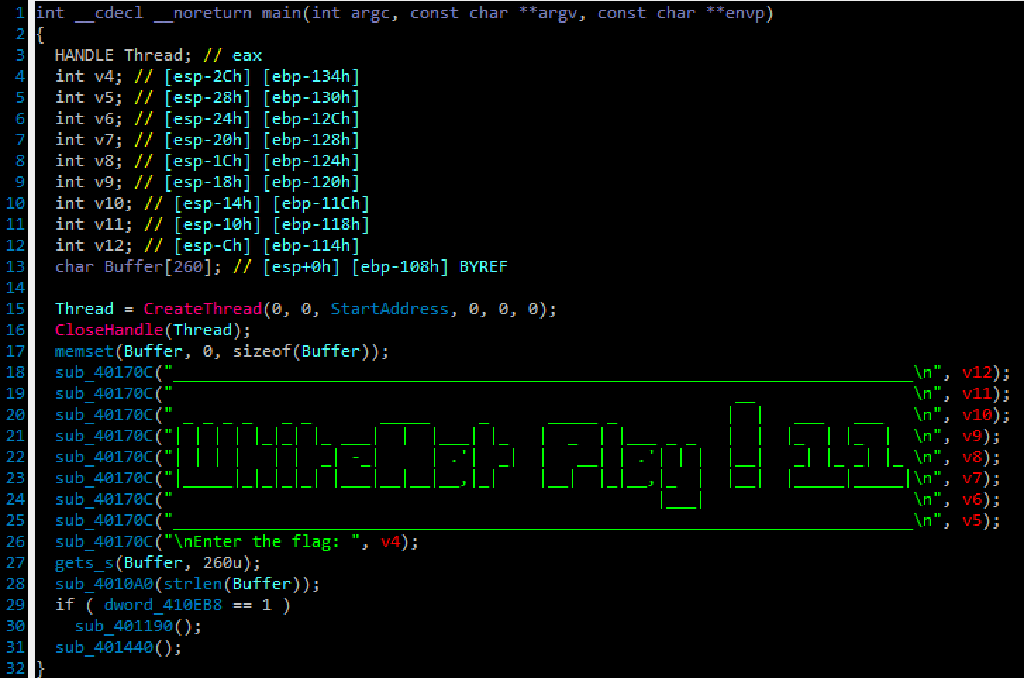 1 int __cdecl __noreturn main(int argc, const char **argv, const char **envp)
2 {
3   HANDLE Thread; // eax
4   int v4; // [esp-2Ch] [ebp-134h]
5   int v5; // [esp-28h] [ebp-130h]
6   int v6; // [esp-24h] [ebp-12Ch]
7   int v7; // [esp-20h] [ebp-128h]
8   int v8; // [esp-1Ch] [ebp-124h]
9   int v9; // [esp-18h] [ebp-120h]
10   int v10; // [esp-14h] [ebp-11Ch]
11   int v11; // [esp-10h] [ebp-118h]
12   int v12; // [esp-Ch] [ebp-114h]
13   char Buffer[260]; // [esp+0h] [ebp-108h] BYREF
14
15   Thread = CreateThread(0, 0, StartAddress, 0, 0, 0);
16   CloseHandle(Thread);
17   memset(Buffer, 0, sizeof(Buffer));
18   sub_40170C("___________________________________________________________________________\n", v12);
19   sub_40170C(" \n", v11);
20   sub_40170C(" \n", v10);
21   sub_40170C(" \n", v9);
22   sub_40170C(" \n", v8);
23   sub_40170C(" \n", v7);
24   sub_40170C(" \n", v6);
25   sub_40170C("___________________________________________________________________________\n", v5);
26   sub_40170C("\nEnter the flag: ", v4);
27   gets_s(Buffer, 260u);
28   sub_4010A0(strlen(Buffer));
29   if ( dword_410EB8 == 1 )
30     sub_401190();
31   sub_401440();
32 }